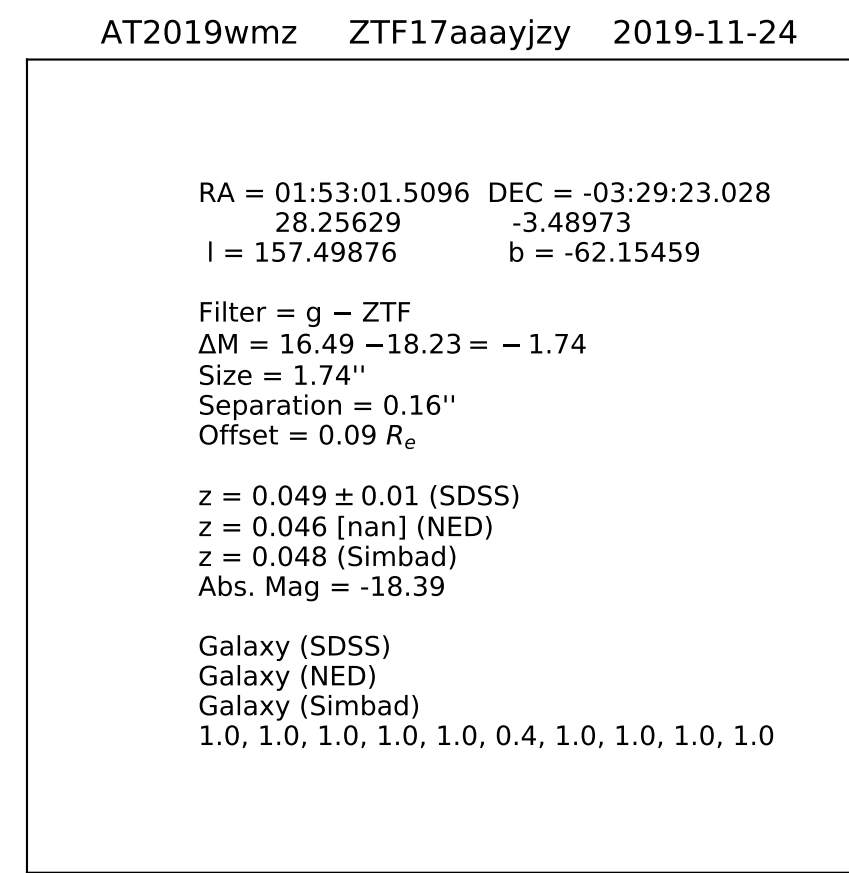 AT2019wmz ZTF17aaayjzy 2019-11-24
RA = 01:53:01.5096 DEC = -03:29:23.028
28.25629 -3.48973
l = 157.49876 b = -62.15459
Filter = g − ZTF
ΔM = 16.49 −18.23 = − 1.74
Size = 1.74''
Separation = 0.16''
Offset = 0.09 Re
z = 0.049 ± 0.01 (SDSS)
z = 0.046 [nan] (NED)
z = 0.048 (Simbad)
Abs. Mag = -18.39
Galaxy (SDSS)
Galaxy (NED)
Galaxy (Simbad)
1.0, 1.0, 1.0, 1.0, 1.0, 0.4, 1.0, 1.0, 1.0, 1.0